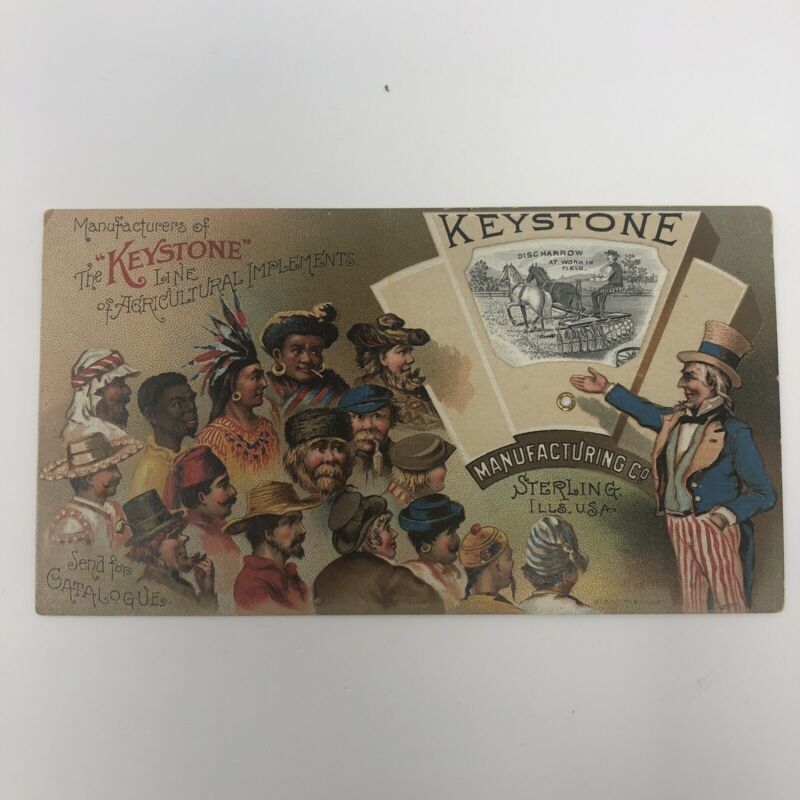 Manufacturers of
The "KEYSTONE"
LINE
of AGRICULTURAL IMPLEMENTS.
KEYSTONE
DISC HARROW
AT WORK IN
FIELD.
MANUFACTURING CO
STERLING,
ILLS. U.S.A.
Send for
CATALOGUE.